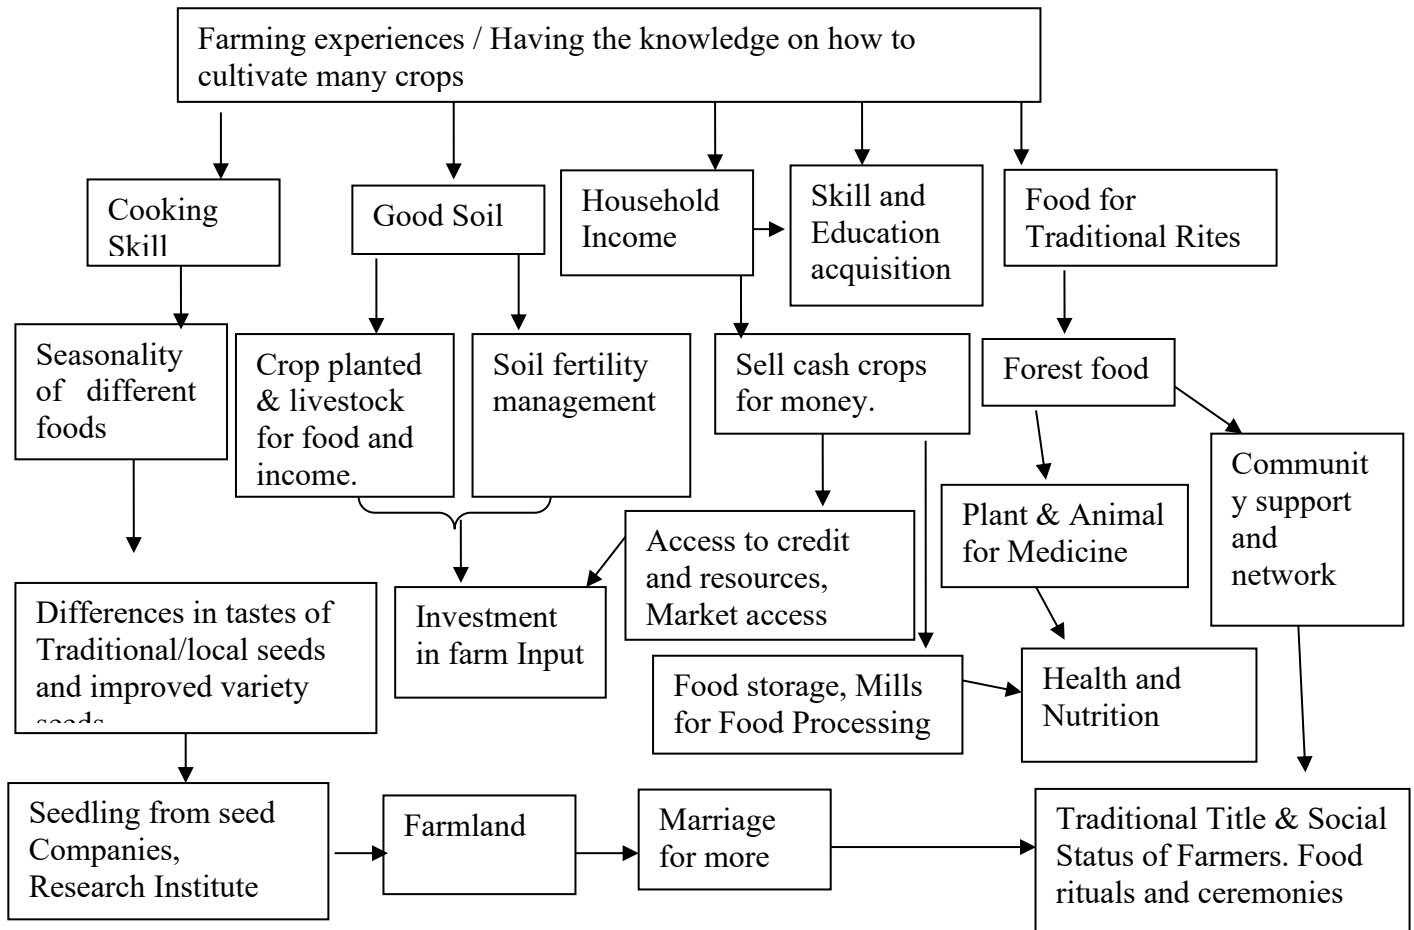 Farming experiences / Having the knowledge on how to
cultivate many crops
Cooking
Skill
Good Soil
Household
Income
Skill and
Education
acquisition
Food for
Traditional Rites
Seasonality
of different
foods
Crop planted
& livestock
for food and
income.
Soil fertility
management
Sell cash crops
for money.
Forest food
Communit
y support
and
network
Plant & Animal
for Medicine
Access to credit
and resources,
Market access
Differences in tastes of
Traditional/local seeds
and improved variety
seeds
Investment
in farm Input
Food storage, Mills
for Food Processing
Health and
Nutrition
Seedling from seed
Companies,
Research Institute
Farmland
Marriage
for more
Traditional Title & Social
Status of Farmers. Food
rituals and ceremonies